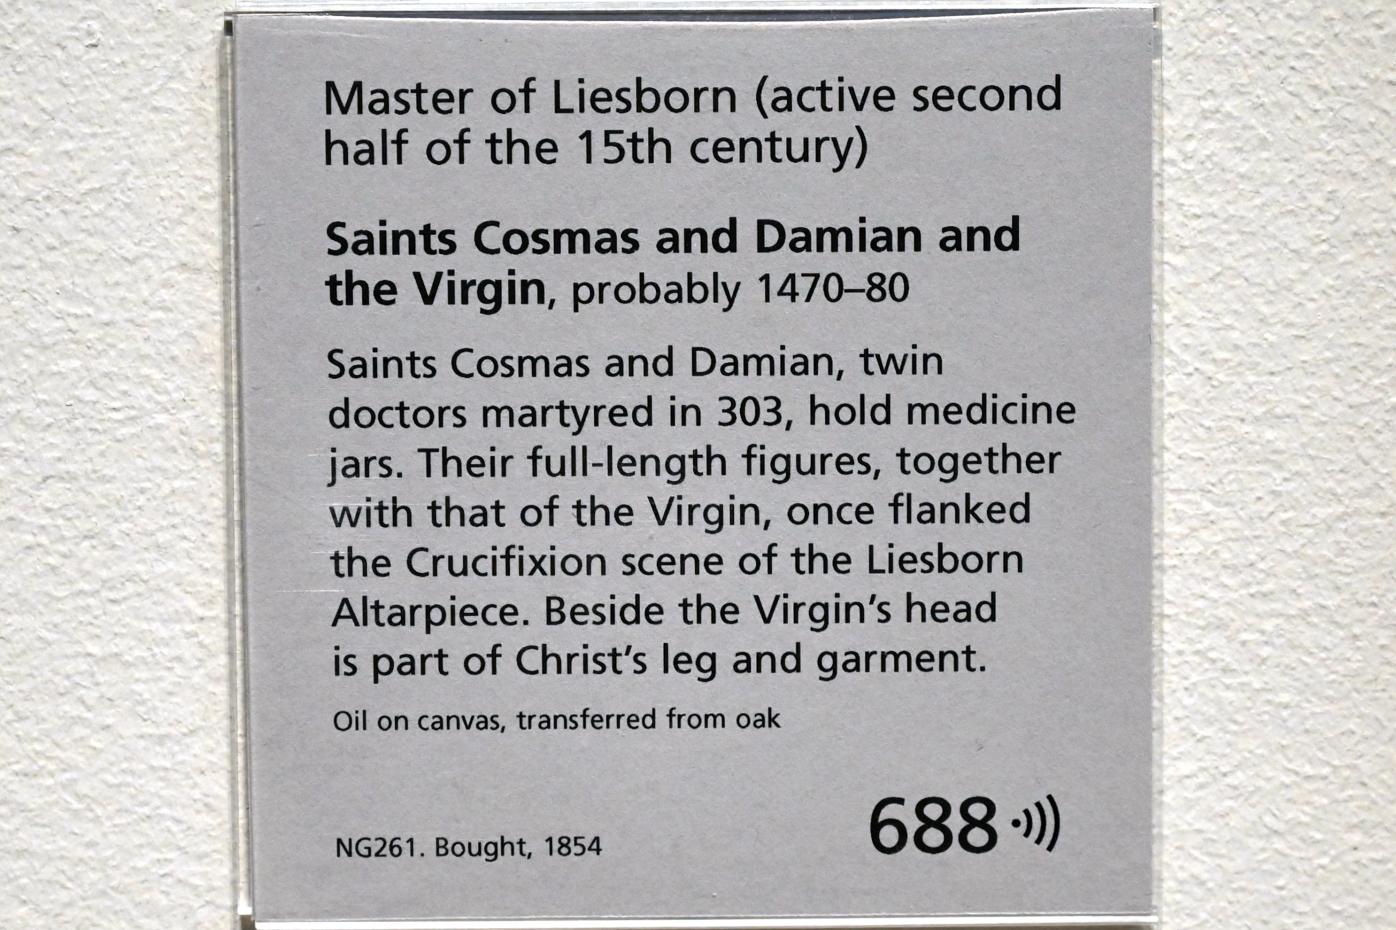 Master of Liesborn (active second
half of the 15th century)
Saints Cosmas and Damian and
the Virgin, probably 1470–80
Saints Cosmas and Damian, twin
doctors martyred in 303, hold medicine
jars. Their full-length figures, together
with that of the Virgin, once flanked
the Crucifixion scene of the Liesborn
Altarpiece. Beside the Virgin’s head
is part of Christ’s leg and garment.
Oil on canvas, transferred from oak
688
NG261. Bought, 1854